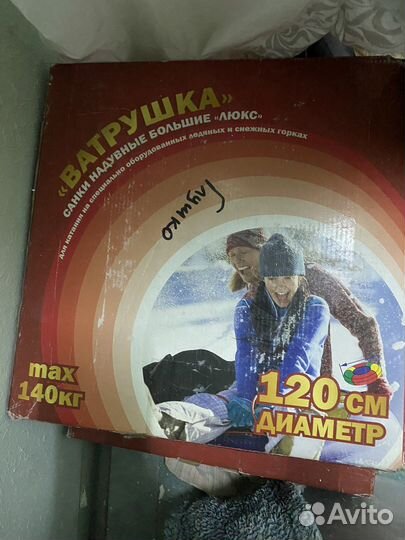 «ВАТРУШКА»
САНКИ НАДУВНЫЕ БОЛЬШИЕ «ЛЮКС»
для катания на специально оборудованных ледяных и снежных горках
max
140кг
120 см
ДИАМЕТР
Avito